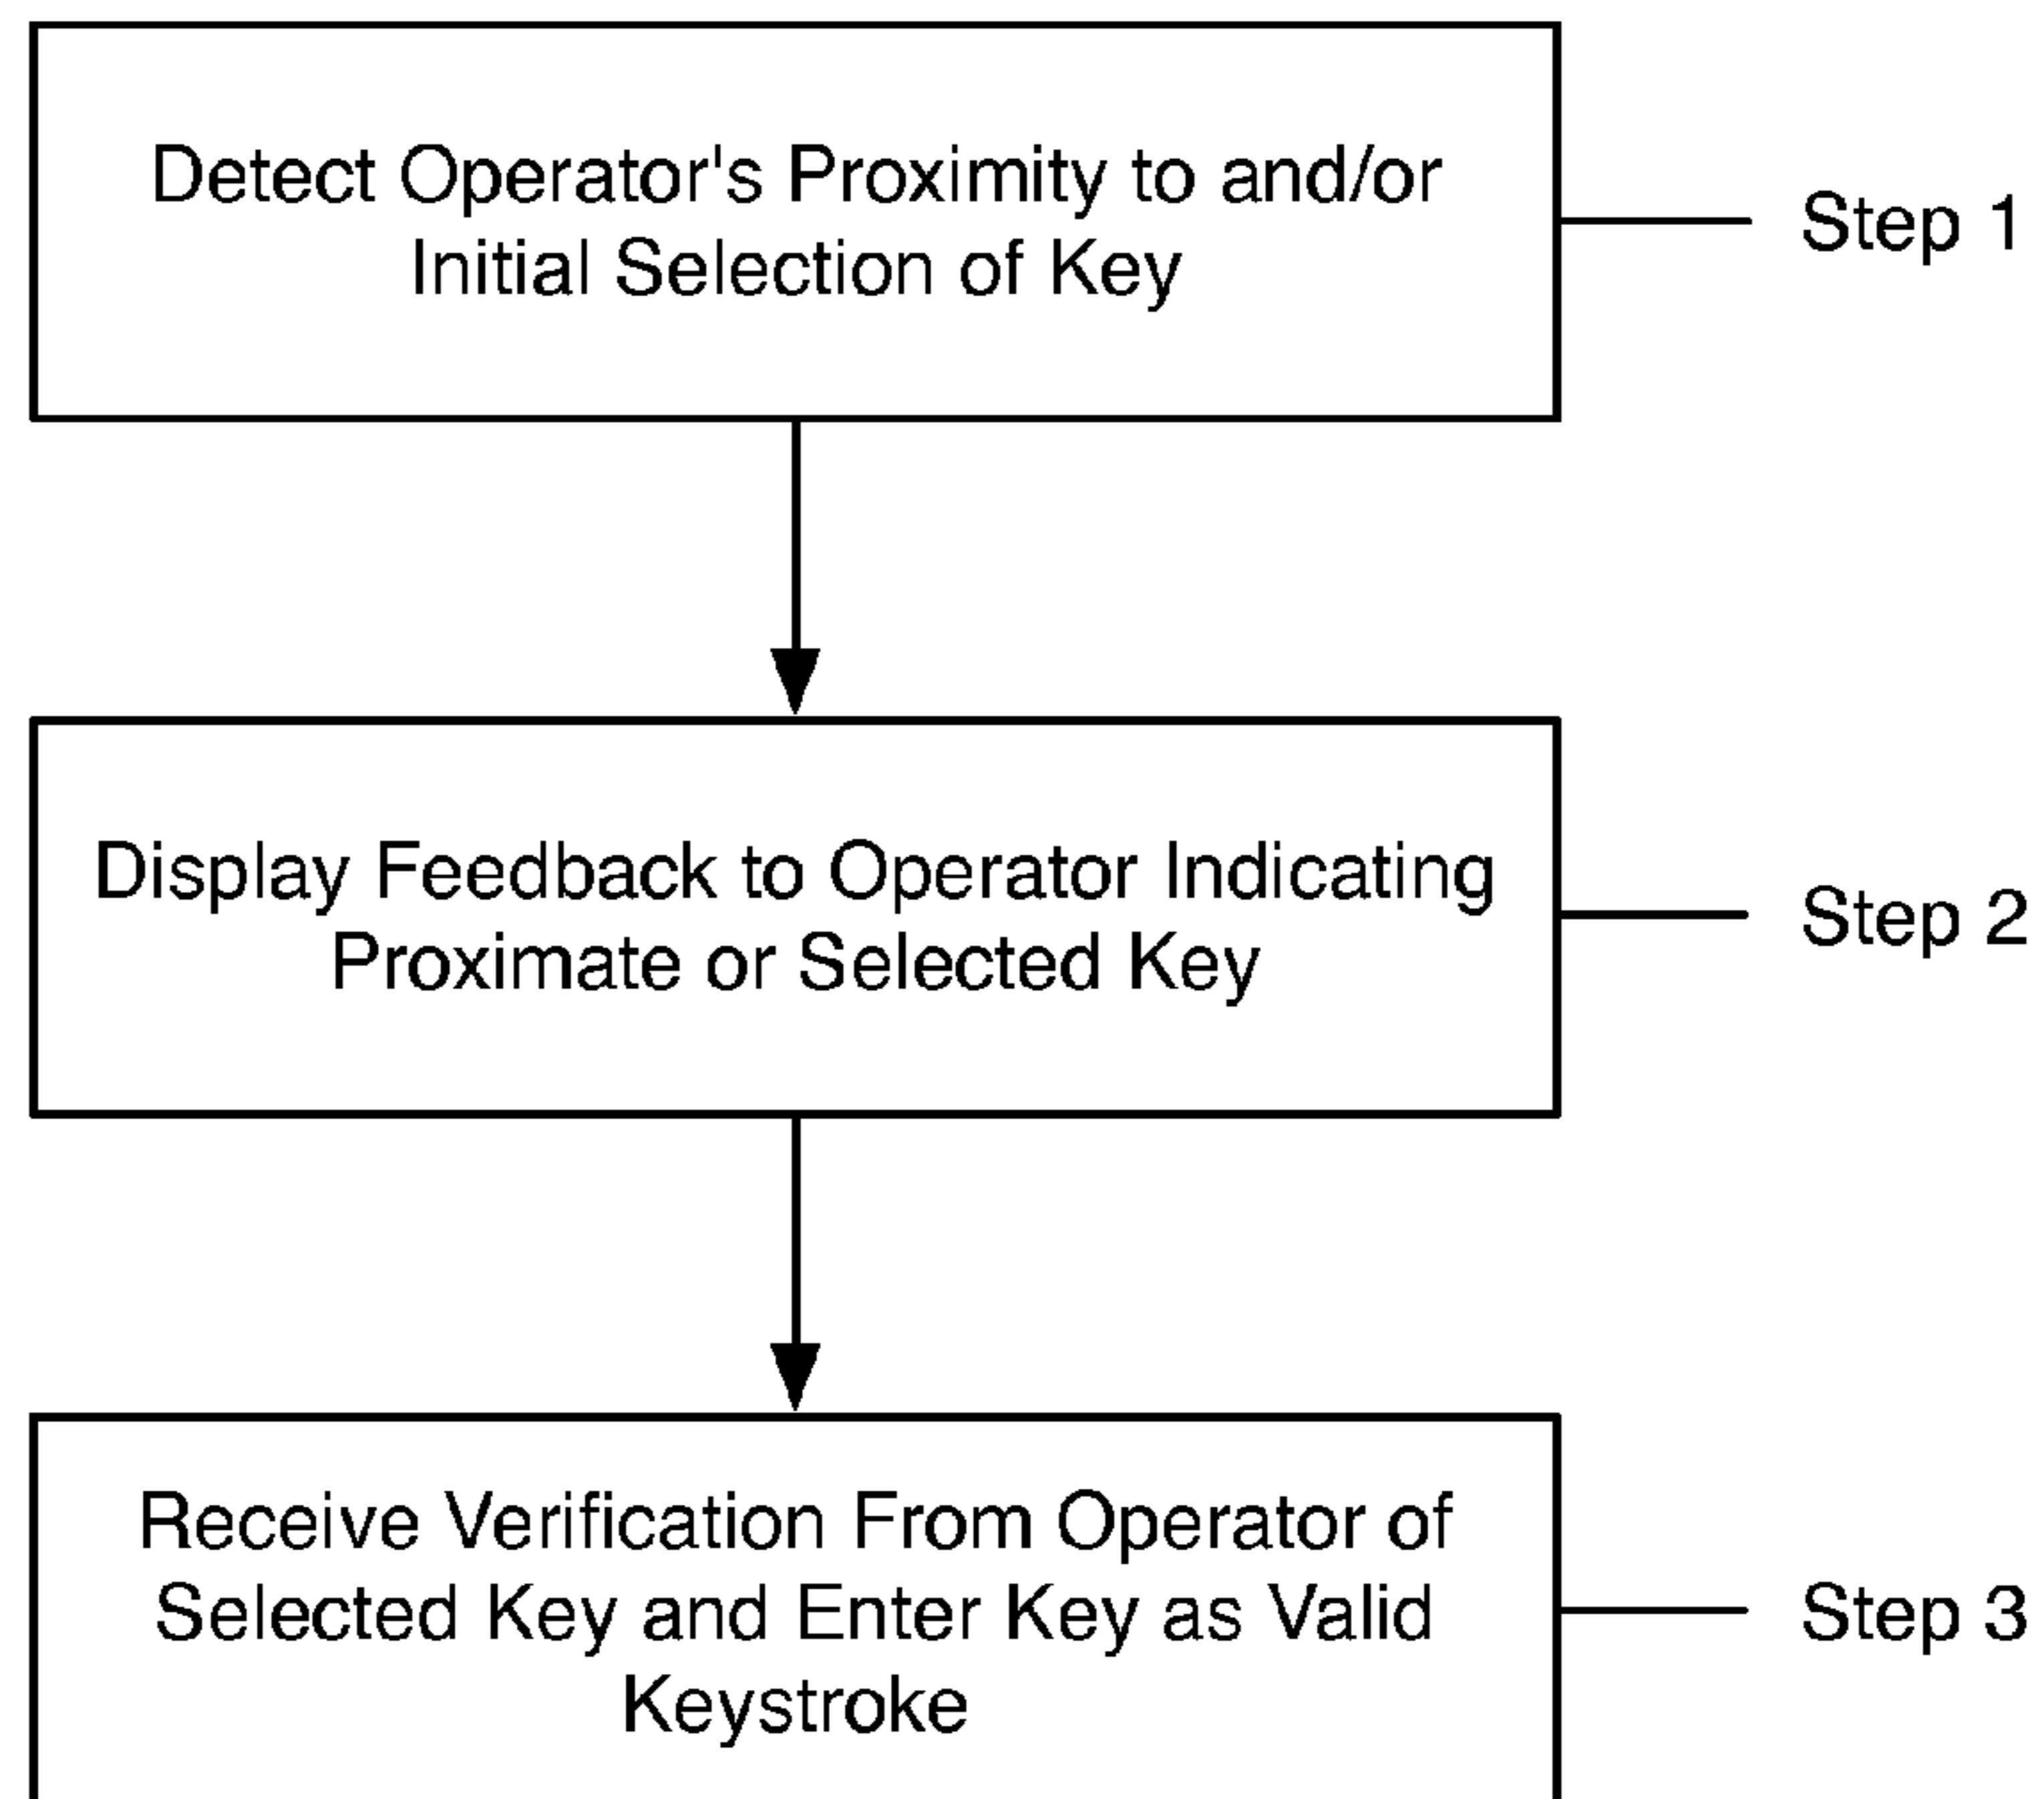 Detect Operator's Proximity to and/or
Initial Selection of Key
Step 1
Display Feedback to Operator Indicating
Proximate or Selected Key
Step 2
Receive Verification From Operator of
Selected Key and Enter Key as Valid
Keystroke
Step 3